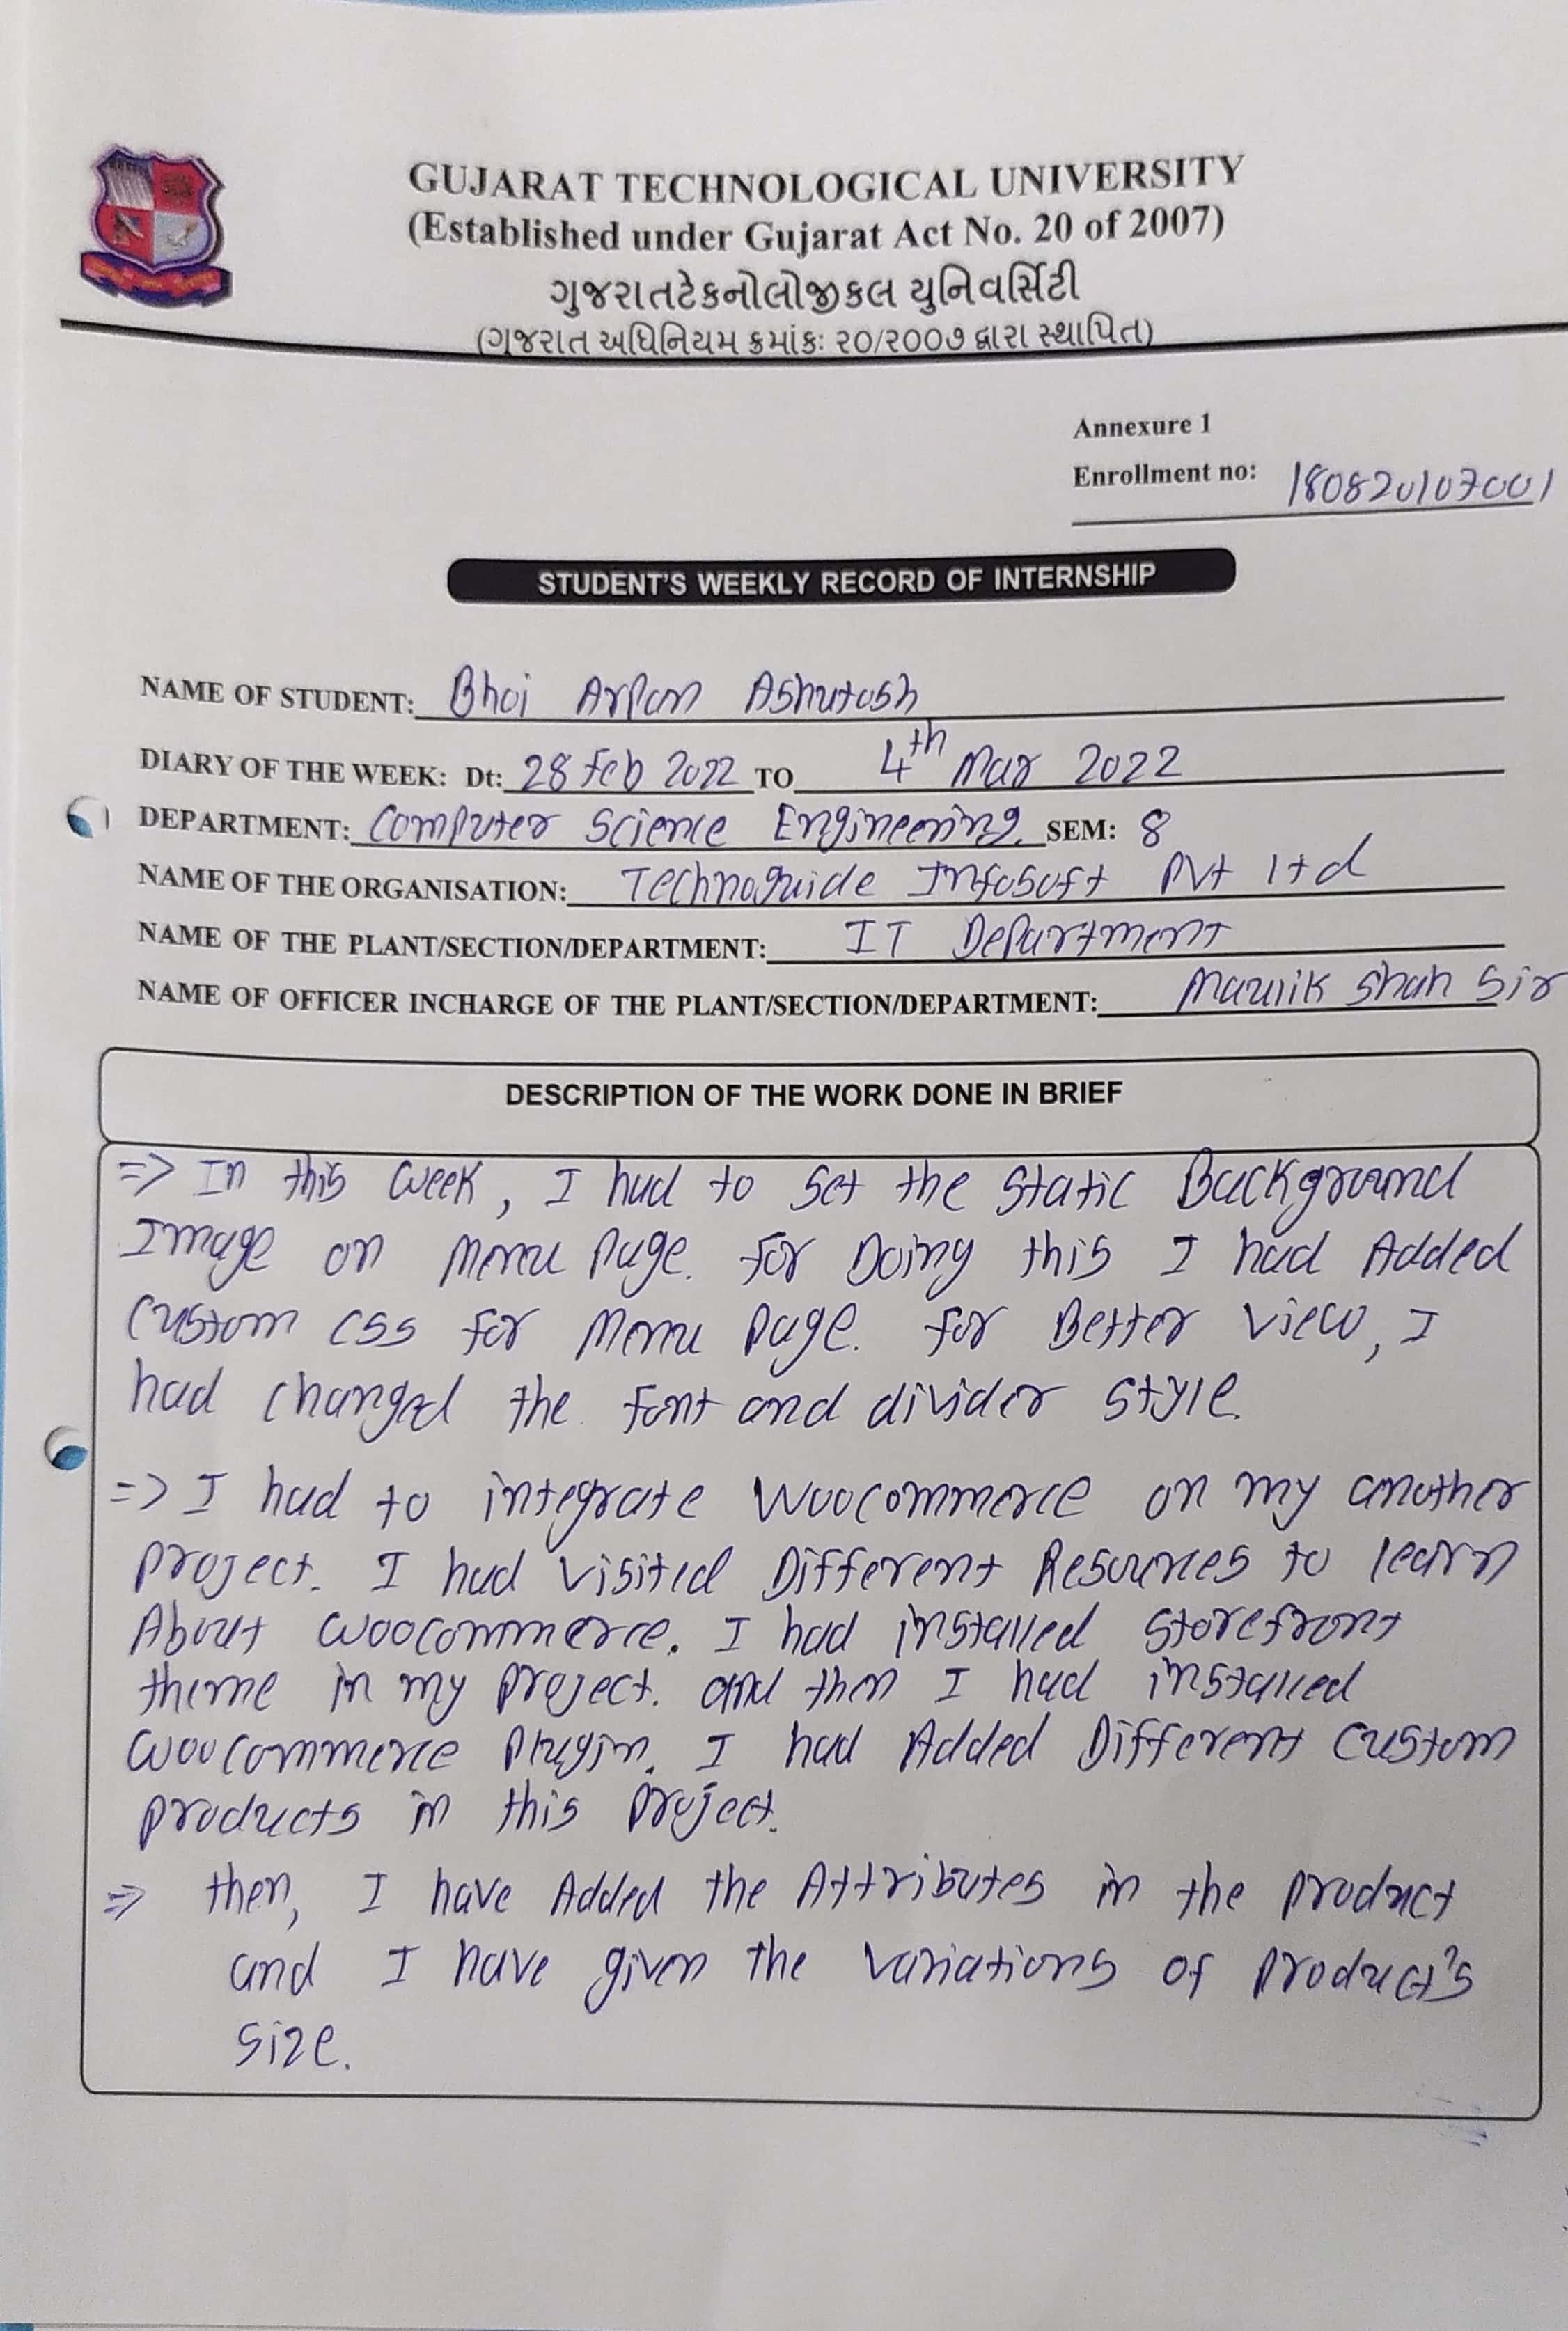 GUJARAT TECHNOLOGICAL UNIVERSITY
(Established under Gujarat Act No. 20 of 2007)
ગુજરાતટેકનોલોજીકલ યુનિવર્સિટી
(ગુજરાત અધિનિયમ ક્રમાંકઃ ૨૦/૨૦૦૭ દ્વારા સ્થાપિત)
Annexure 1
Enrollment no: 180820107001
STUDENT'S WEEKLY RECORD OF INTERNSHIP
NAME OF STUDENT: Bhoi Arpan Ashutosh
DIARY OF THE WEEK: Dt: 28 Feb 2022 TO 4th Mar 2022
DEPARTMENT: Computer Science Engineering. SEM: 8
NAME OF THE ORGANISATION: Technoguide Infosoft Pvt ltd
NAME OF THE PLANT/SECTION/DEPARTMENT: IT Department
NAME OF OFFICER INCHARGE OF THE PLANT/SECTION/DEPARTMENT: Shah Sir
DESCRIPTION OF THE WORK DONE IN BRIEF
=> In this week, I had to set the static Background
Image on Menu Page. For Doing this I had Added
Custom CSS for Menu Page. For Better view, I
had changed the font and divider style.
=> I had to integrate Woocommerce on my another
project. I had visited Different Resources to learn
About woocommerce. I had installed storefront
theme in my project. and then I had installed
woocommerce Plugin. I had Added Different Custom
products in this project.
=> then, I have Added the Attributes in the product
and I have given the variations of product's
size.